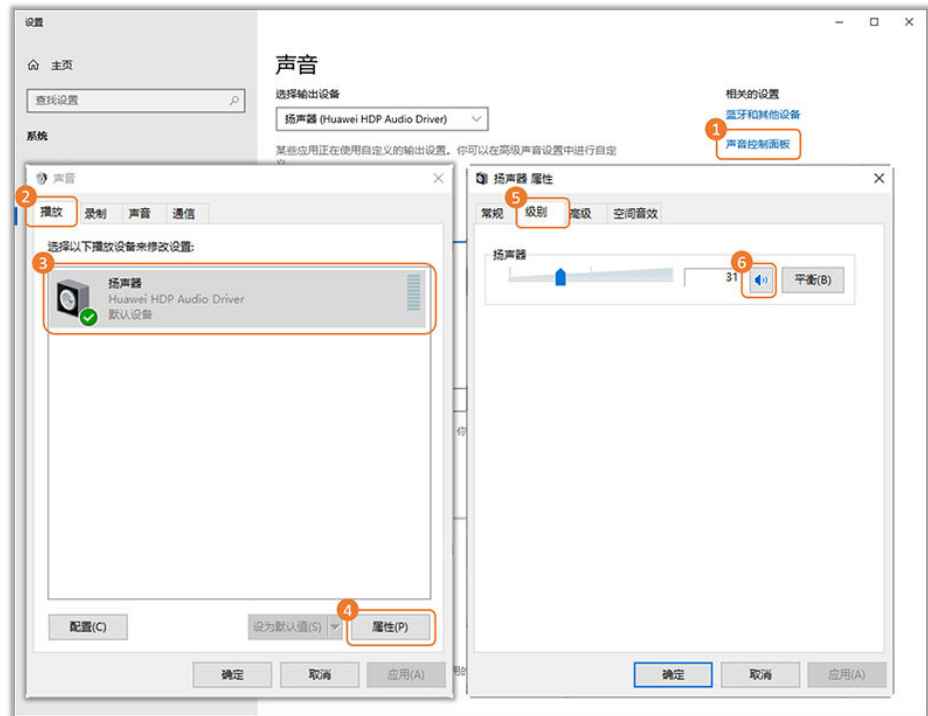 设置
主页
查找设置
系统
声音
选择输出设备
扬声器 (Huawei HDP Audio Driver)
某些应用正在使用自定义的输出设置。你可以在高级声音设置中进行自定
相关的设置
蓝牙和其他设备
1
声音控制面板
声音
2
播放
录制
声音
通信
选择以下播放设备来修改设置:
3
扬声器
Huawei HDP Audio Driver
默认设备
4
配置(C)
设为默认值(S)
属性(P)
确定
取消
应用(A)
扬声器 属性
5
常规
级别
高级
空间音效
扬声器
6
31
平衡(B)
确定
取消
应用(A)